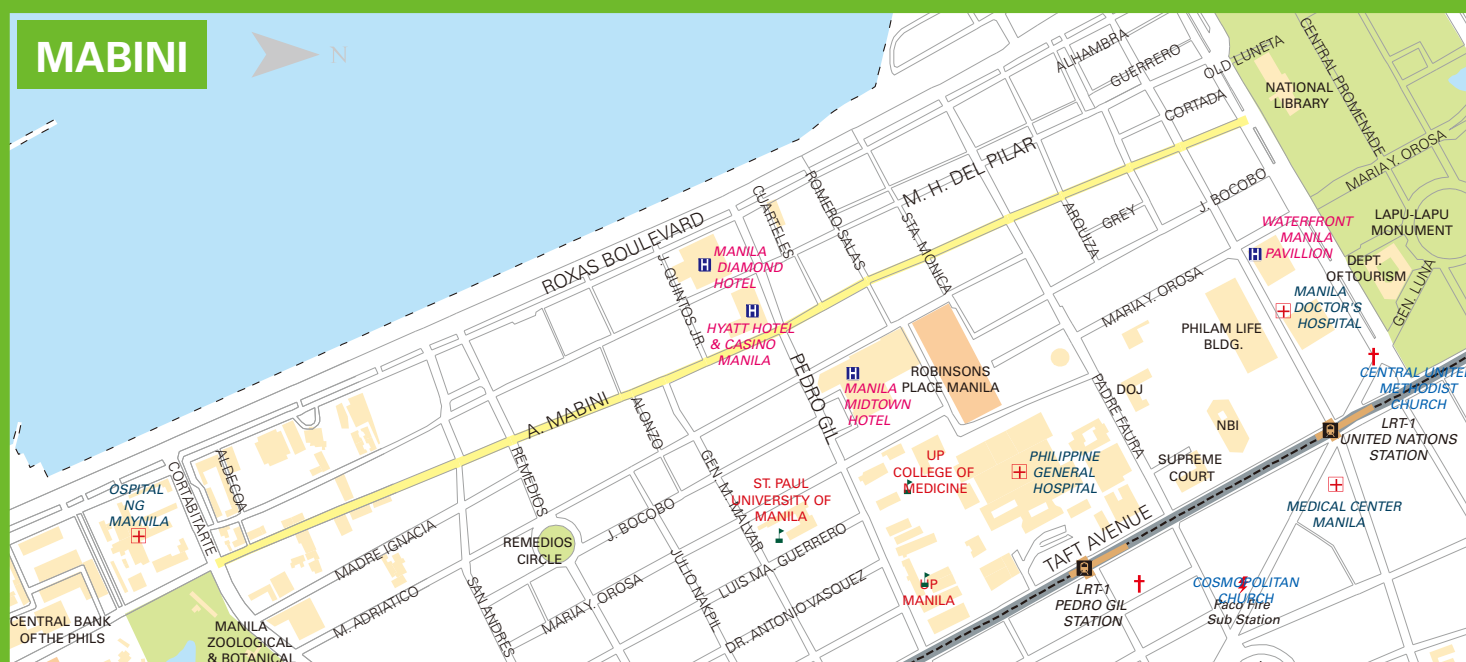 MABINI
N
ALHAMBRA
GUERRERO
OLD LUNETA
CENTRAL PROMENADE
NATIONAL
LIBRARY
CORTADA
MARIA Y. OROSA
M. H. DEL PILAR
ROXAS BOULEVARD
CUARTELES
ROMERO-SALAS
STA. MONICA
ARQUIZA
GREY
J. BOCOBO
LAPU-LAPU
MONUMENT
WATERFRONT
MANILA
PAVILLION
H
DEPT.
OF TOURISM
GEN. LUNA
MANILA
DOCTOR'S
HOSPITAL
J. QUINTOS JR.
H
MANILA
DIAMOND
HOTEL
H
HYATT HOTEL
& CASINO
MANILA
MARIA Y. OROSA
PHILAM LIFE
BLDG.
PEDRO GIL
H
MANILA
MIDTOWN
HOTEL
ROBINSONS
PLACE MANILA
PADRE FAURA
DOJ
NBI
CENTRAL UNITED
METHODIST
CHURCH
LRT-1
UNITED NATIONS
STATION
A. MABINI
ALONZO
REMEDIOS
GEN. M. MALVAR
UP
COLLEGE OF
MEDICINE
PHILIPPINE
GENERAL
HOSPITAL
SUPREME
COURT
ST. PAUL
UNIVERSITY OF
MANILA
MEDICAL CENTER
MANILA
ALDECOA
CORTABITARTE
OSPITAL
NG
MAYNILA
MADRE IGNACIA
J. BOCOBO
REMEDIOS
CIRCLE
LUIS MA. GUERRERO
TAFT AVENUE
JULIO NAKPIL
SAN ANDRES
M. ADRIATICO
MARIA Y. OROSA
DR. ANTONIO VASQUEZ
UP
MANILA
LRT-1
PEDRO GIL
STATION
COSMOPOLITAN
CHURCH
Paco Fire
Sub Station
CENTRAL BANK
OF THE PHILS
MANILA
ZOOLOGICAL
& BOTANICAL